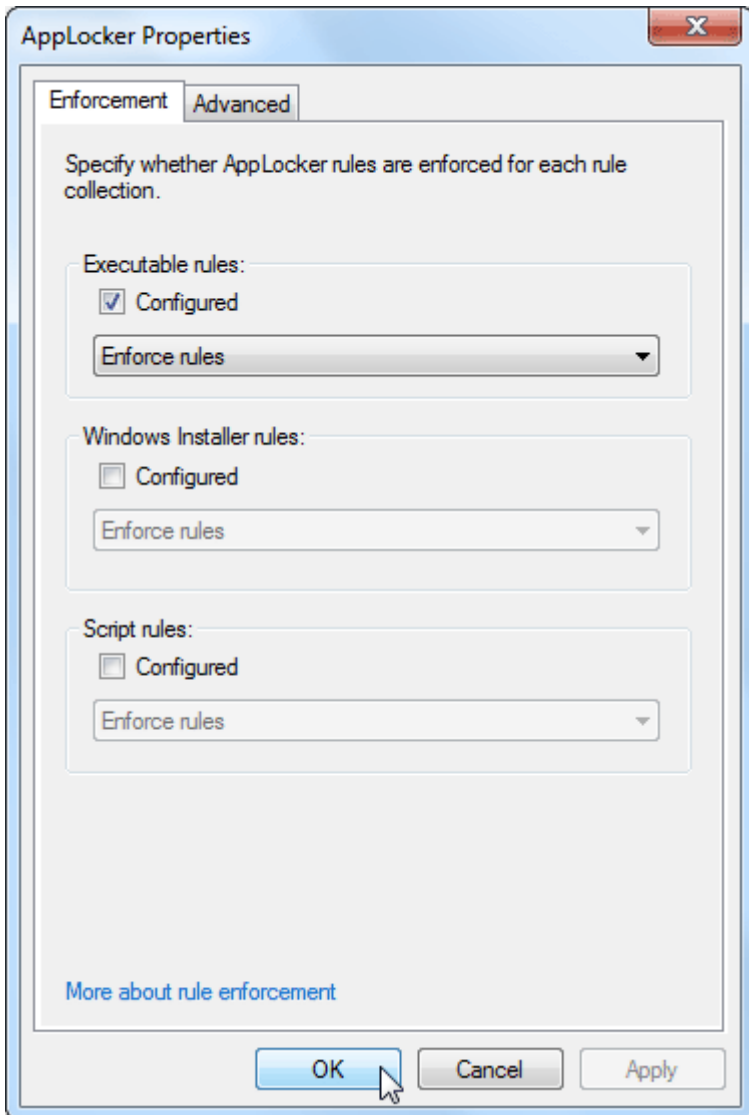 AppLocker Properties
Enforcement
Advanced
Specify whether AppLocker rules are enforced for each rule
collection.
Executable rules:
Configured
Enforce rules
Windows Installer rules:
Configured
Enforce rules
Script rules:
Configured
Enforce rules
More about rule enforcement
OK
Cancel
Apply